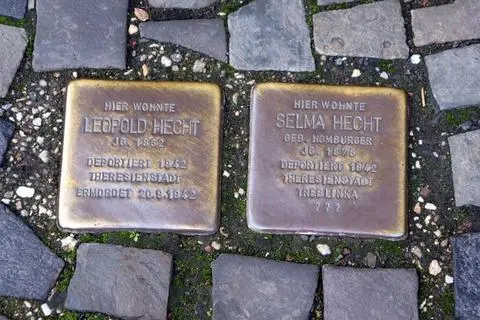 HIER WOHNTE
LEOPOLD HECHT
JG. 1862
DEPORTIERT 1942
THERESIENSTADT
ERMORDET 20.9.1942
HIER WOHNTE
SELMA HECHT
GEB. HOMBURGER
JG. 1876
DEPORTIERT 1942
THERESIENSTADT
TREBLINKA
? ? ?